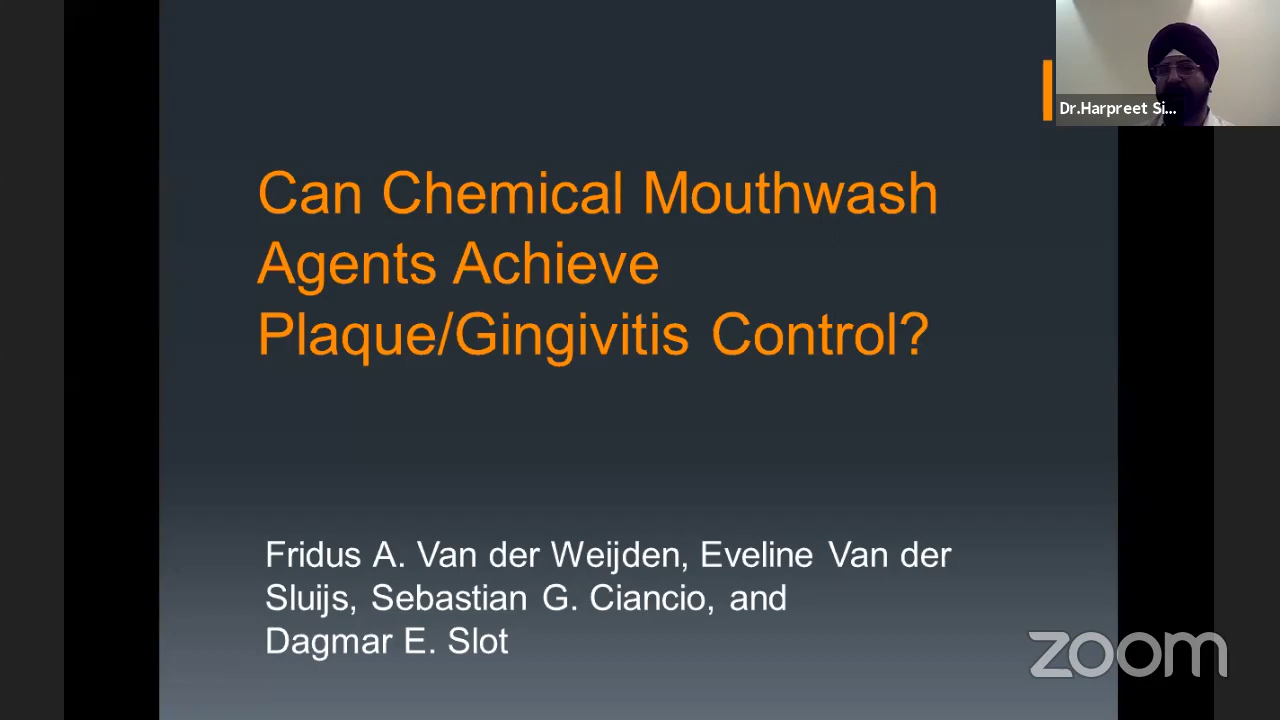 Dr.Harpreet Si...
Can Chemical Mouthwash
Agents Achieve
Plaque/Gingivitis Control?
Fridus A. Van der Weijden, Eveline Van der
Sluijs, Sebastian G. Ciancio, and
Dagmar E. Slot
zoom